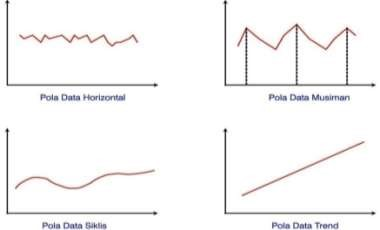 Pola Data Horizontal
Pola Data Musiman
Pola Data Siklis
Pola Data Trend